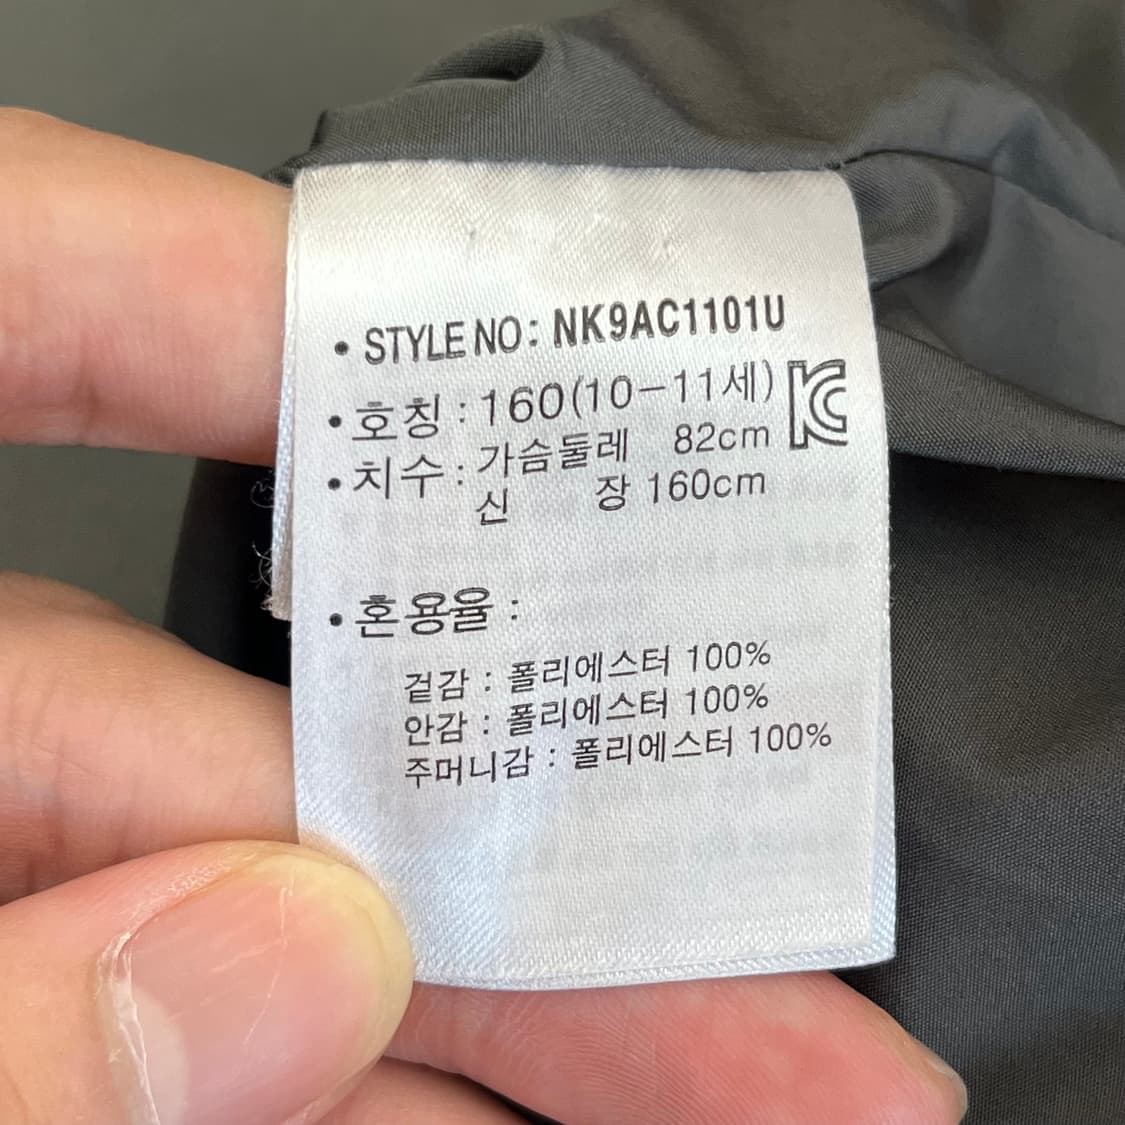 • STYLE NO: NK9AC1101U
• 호칭 : 160(10-11세)
• 치수 : 가슴둘레 82cm
신 장 160cm
• 혼용율 :
겉감 : 폴리에스터 100%
안감 : 폴리에스터 100%
주머니감 : 폴리에스터 100%